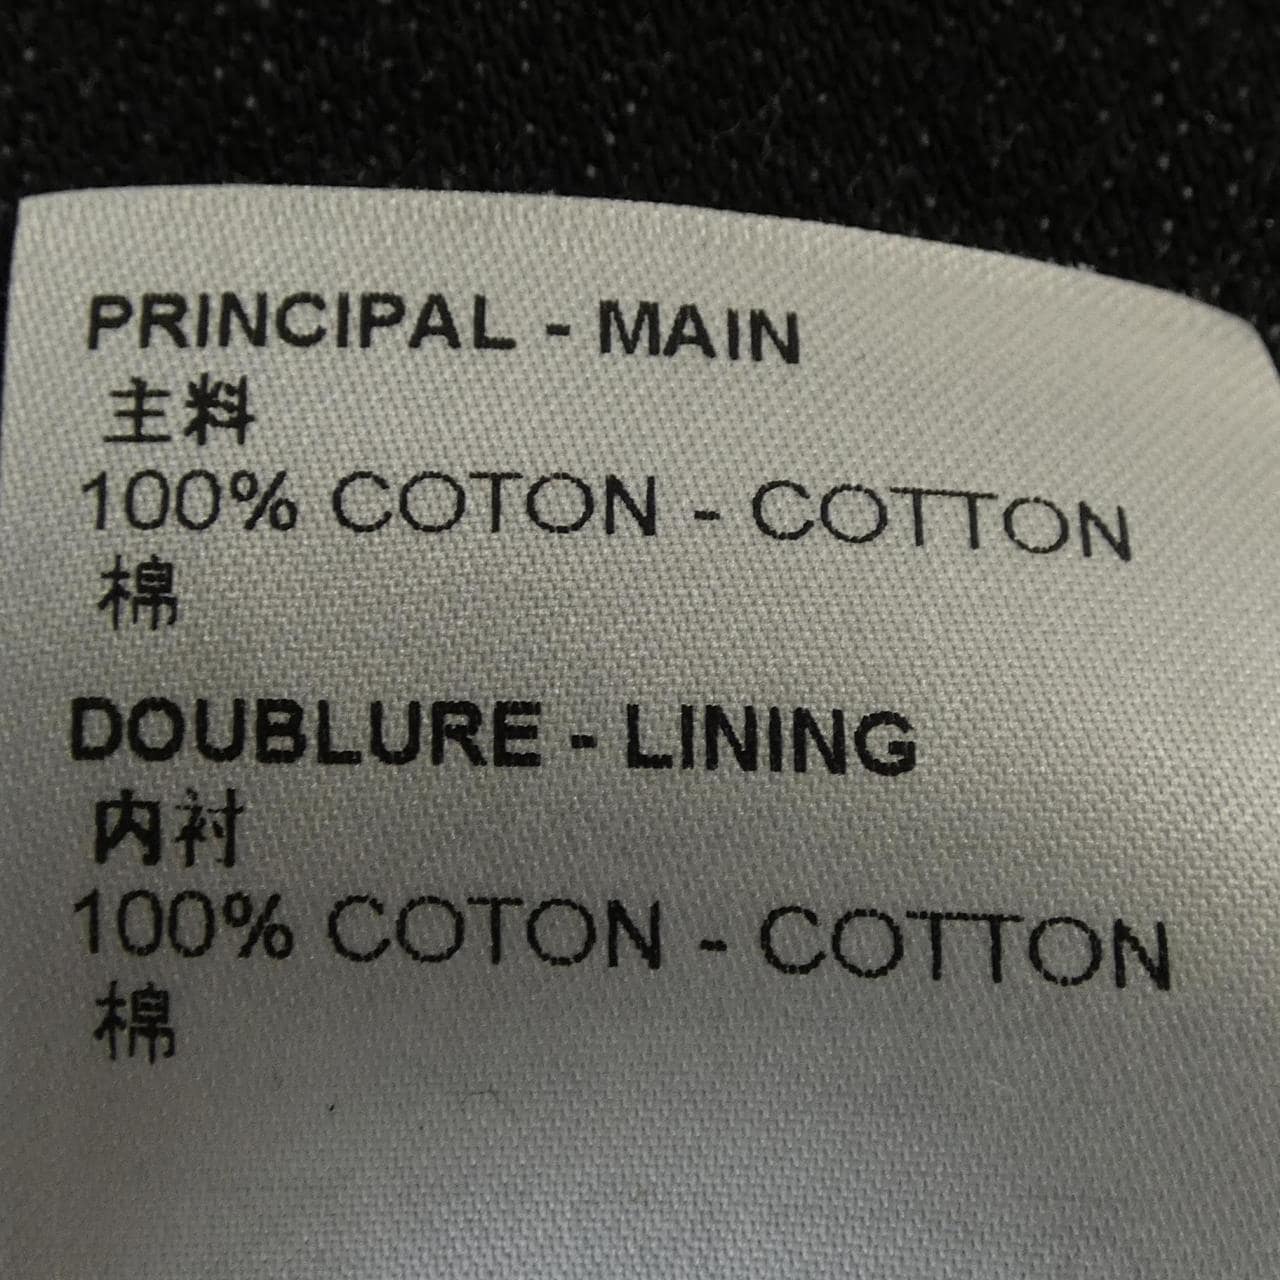 PRINCIPAL - MAIN
主料
100% COTON - COTTON
棉
DOUBLURE - LINING
内衬
100% COTON - COTTON
棉